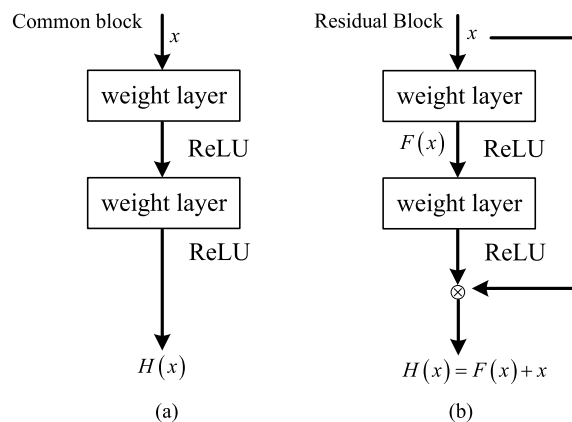 Common block
x
weight layer
ReLU
weight layer
ReLU
H(x)
(a)
Residual Block
x
weight layer
F(x)
ReLU
weight layer
ReLU
⊗
H(x) = F(x) + x
(b)